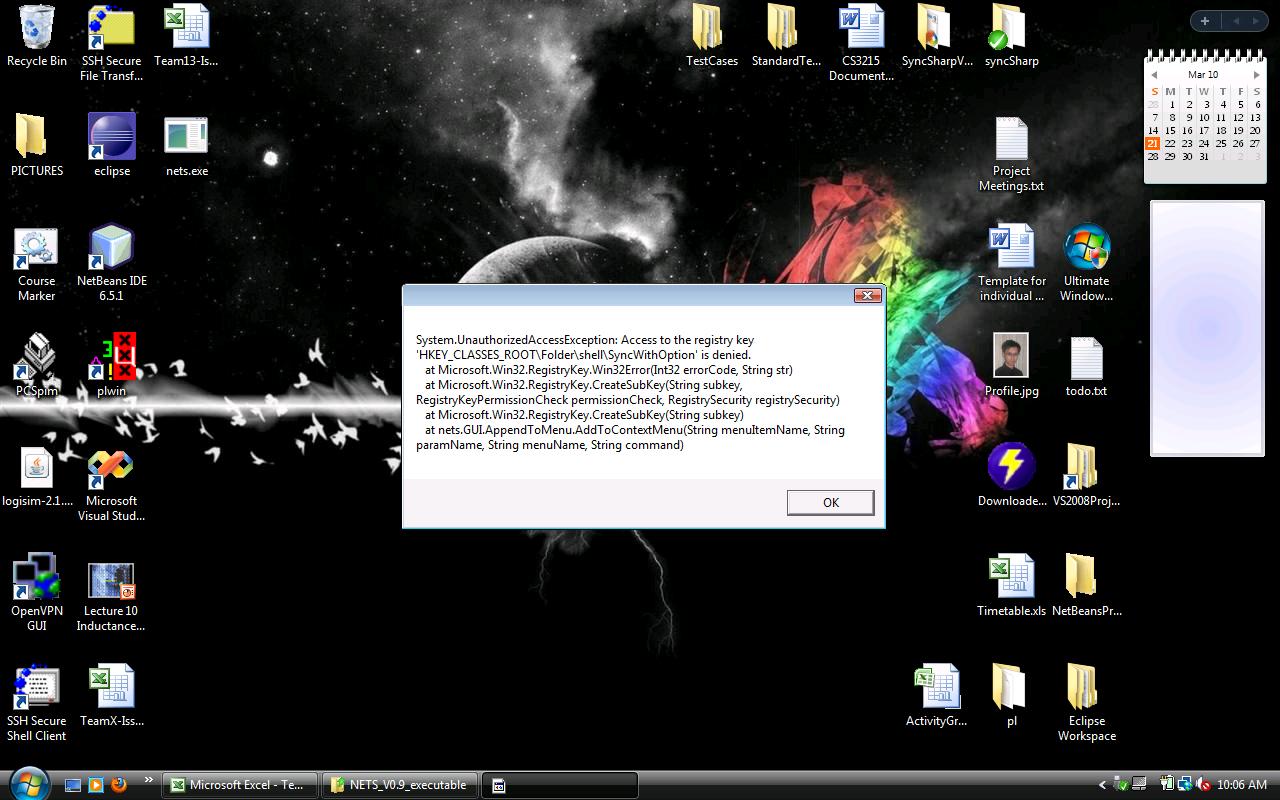 Recycle Bin
SSH Secure
File Transf...
Team13-Is...
TestCases
StandardTe...
CS3215
Document...
SyncSharpV...
syncSharp
Mar 10
S M T W T F S
28 1 2 3 4 5 6
7 8 9 10 11 12 13
14 15 16 17 18 19 20
21 22 23 24 25 26 27
28 29 30 31 1 2 3
PICTURES
eclipse
nets.exe
Project
Meetings.txt
Course
Marker
NetBeans IDE
6.5.1
Template for
individual ...
Ultimate
Window...
System.UnauthorizedAccessException: Access to the registry key
'HKEY_CLASSES_ROOT\Folder\shell\SyncWithOption' is denied.
at Microsoft.Win32.RegistryKey.Win32Error(Int32 errorCode, String str)
at Microsoft.Win32.RegistryKey.CreateSubKey(String subkey,
RegistryKeyPermissionCheck permissionCheck, RegistrySecurity registrySecurity)
at Microsoft.Win32.RegistryKey.CreateSubKey(String subkey)
at nets.GUI.AppendToMenu.AddToContextMenu(String menuItemName, String
paramName, String menuName, String command)
OK
PCSpim
plwin
Profile.jpg
todo.txt
logisim-2.1....
Microsoft
Visual Stud...
Downloade...
VS2008Proj...
OpenVPN
GUI
Lecture 10
Inductance...
Timetable.xls
NetBeansPr...
SSH Secure
Shell Client
TeamX-Iss...
ActivityGr...
pl
Eclipse
Workspace
Microsoft Excel - Te...
NETS_V0.9_executable
10:06 AM